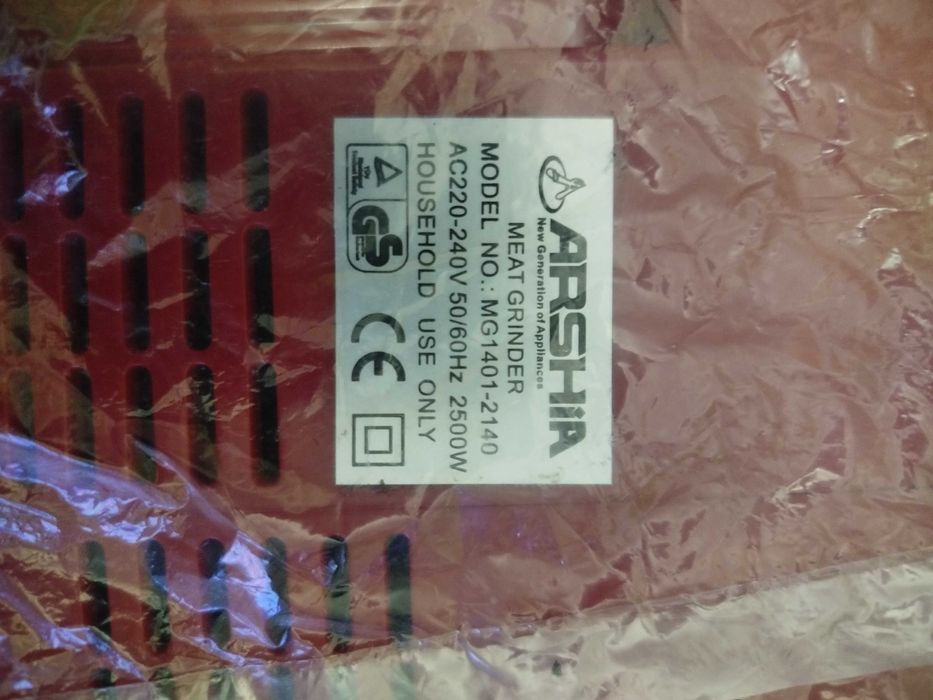 ARSHiA
New Generation of Appliances
MEAT GRINDER
MODEL NO.: MG1401-2140
AC220-240V 50/60Hz 2500W
HOUSEHOLD USE ONLY
TÜV
GS
CE